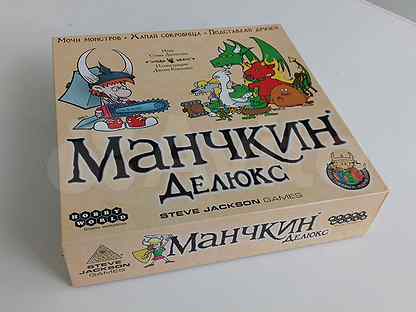 Мочи монстров • Хапай сокровища • Подставляй друзей
Игра
Стива Джексона
Иллюстрации
Джона Ковалика
МАНЧКИН
ДЕЛЮКС
STEVE JACKSON GAMES
HOBBY
WORLD
STEVE
JACKSON
GAMES
МАНЧКИН
ДЕЛЮКС